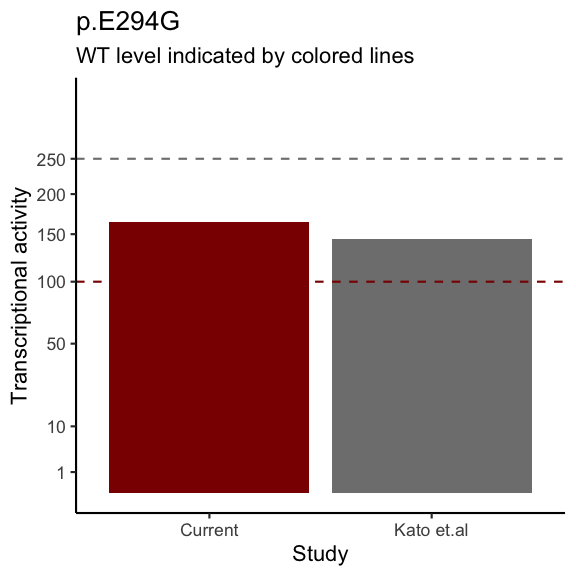 p.E294G
WT level indicated by colored lines
Transcriptional activity
250
200
150
100
50
10
1
Current
Kato et.al
Study